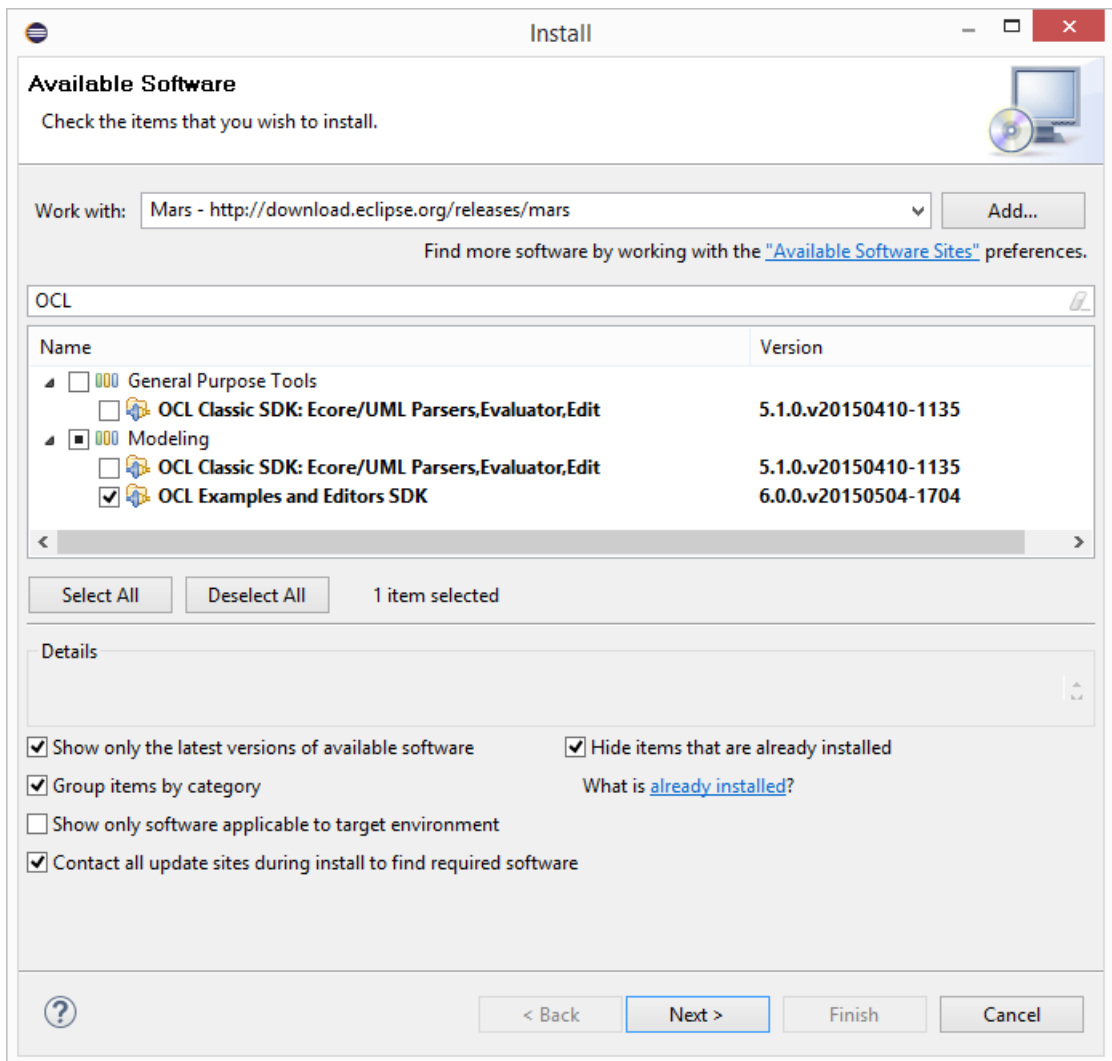 Install
Available Software
Check the items that you wish to install.
Work with: Mars - http://download.eclipse.org/releases/mars Add...
Find more software by working with the "Available Software Sites" preferences.
OCL
Name Version
General Purpose Tools
OCL Classic SDK: Ecore/UML Parsers,Evaluator,Edit 5.1.0.v20150410-1135
Modeling
OCL Classic SDK: Ecore/UML Parsers,Evaluator,Edit 5.1.0.v20150410-1135
OCL Examples and Editors SDK 6.0.0.v20150504-1704
Select All Deselect All 1 item selected
Details
Show only the latest versions of available software Hide items that are already installed
Group items by category What is already installed?
Show only software applicable to target environment
Contact all update sites during install to find required software
? < Back Next > Finish Cancel